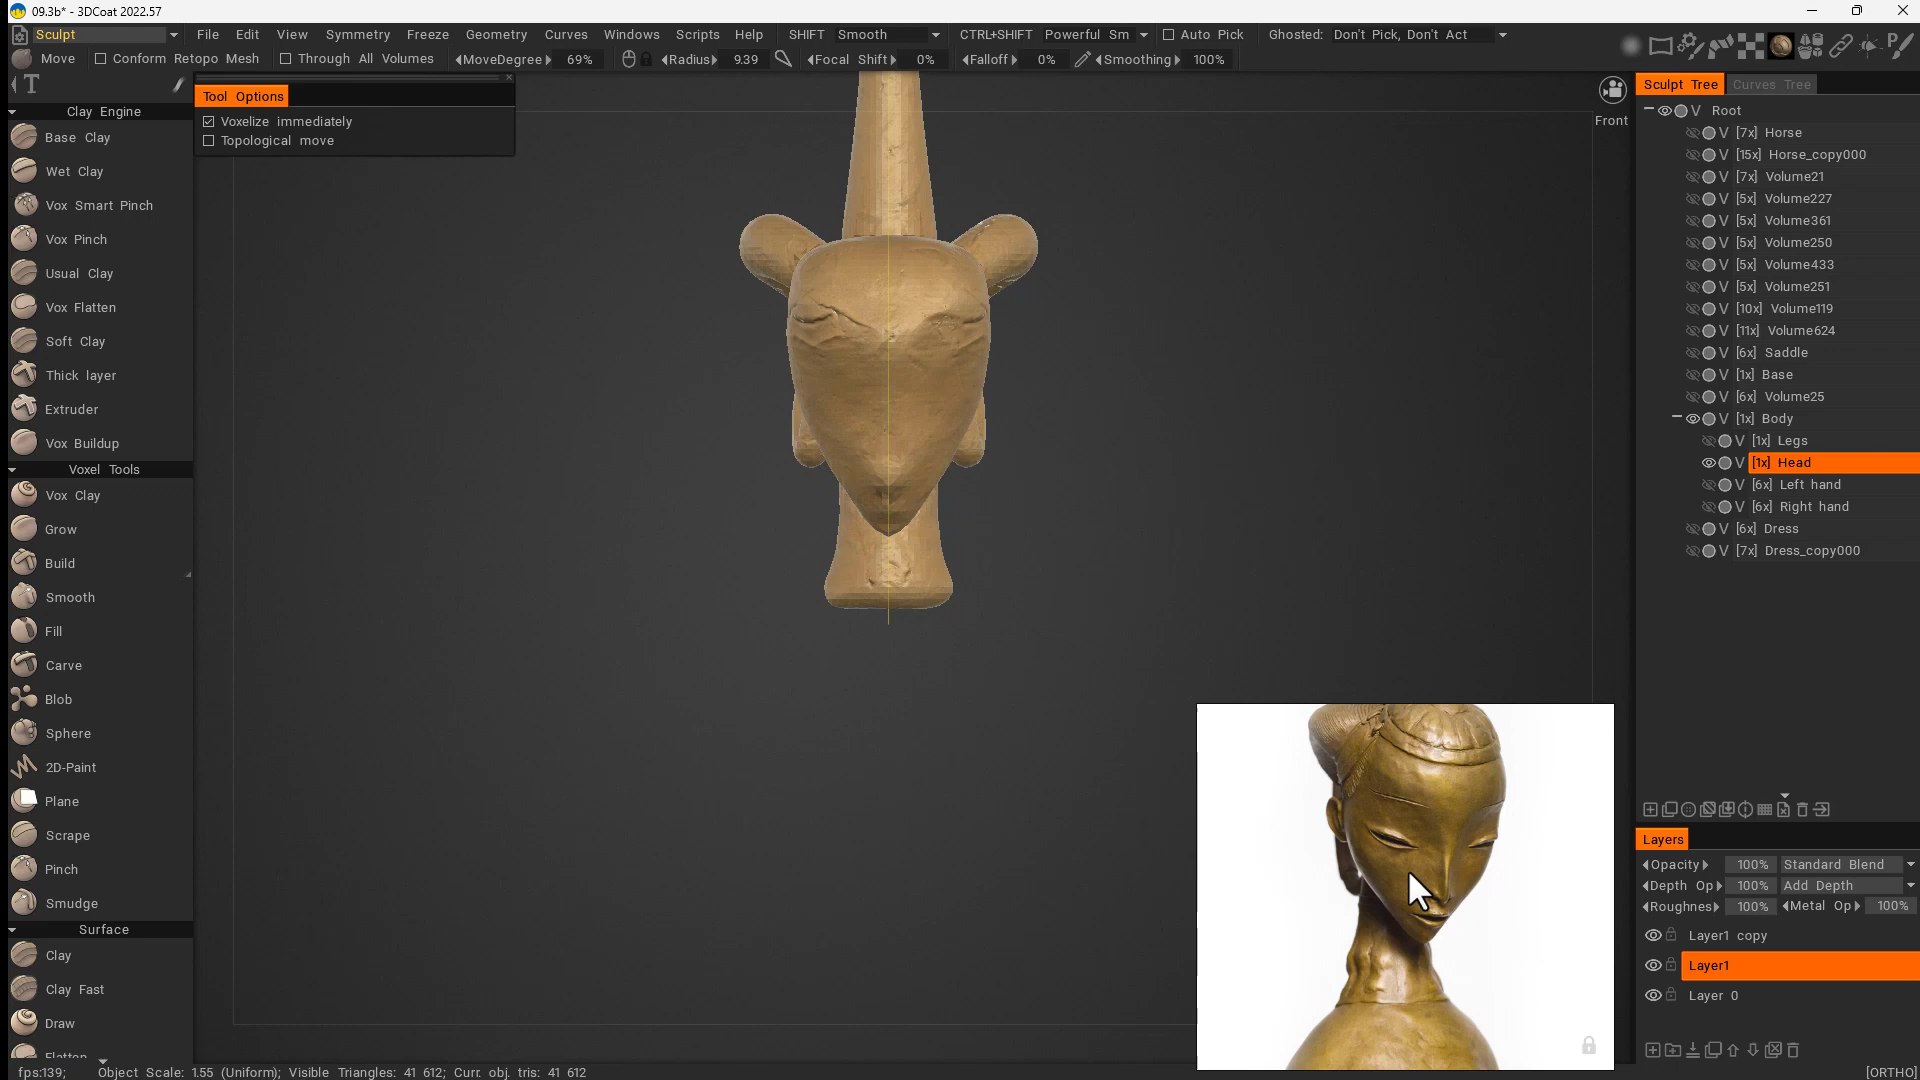 09.3b* - 3DCoat 2022.57
Sculpt File Edit View Symmetry Freeze Geometry Curves Windows Scripts Help SHIFT Smooth CTRL+SHIFT Powerful Sm Auto Pick Ghosted: Don't Pick, Don't Act
Move Conform Retopo Mesh Through All Volumes MoveDegree 69% Radius 9.39 Focal Shift 0% Falloff 0% Smoothing 100%
T
Tool Options
Voxelize immediately
Topological move
Clay Engine
Base Clay
Wet Clay
Vox Smart Pinch
Vox Pinch
Usual Clay
Vox Flatten
Soft Clay
Thick layer
Extruder
Vox Buildup
Voxel Tools
Vox Clay
Grow
Build
Smooth
Fill
Carve
Blob
Sphere
2D-Paint
Plane
Scrape
Pinch
Smudge
Surface
Clay
Clay Fast
Draw
Flatten
Front
Sculpt Tree Curves Tree
V Root
V [7x] Horse
V [15x] Horse_copy000
V [7x] Volume21
V [5x] Volume227
V [5x] Volume361
V [5x] Volume250
V [5x] Volume433
V [5x] Volume251
V [10x] Volume119
V [11x] Volume624
V [6x] Saddle
V [1x] Base
V [6x] Volume25
V [1x] Body
V [1x] Legs
V [1x] Head
V [6x] Left hand
V [6x] Right hand
V [6x] Dress
V [7x] Dress_copy000
Layers
Opacity 100% Standard Blend
Depth Op 100% Add Depth
Roughnes 100% Metal Op 100%
Layer1 copy
Layer1
Layer 0
fps:139; Object Scale: 1.55 (Uniform); Visible Triangles: 41 612; Curr. obj. tris: 41 612
[ORTHO]